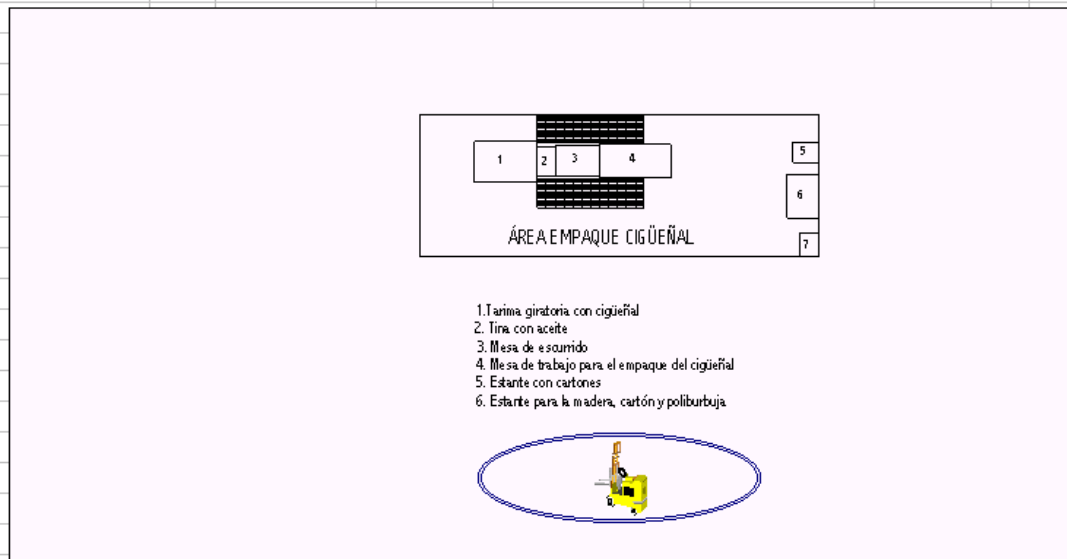 1
2
3
4
5
6
7
ÁREA EMPAQUE CIGÜEÑAL
1.Tarima giratoria con cigüeñal
2. Tina con aceite
3. Mesa de escurrido
4. Mesa de trabajo para el empaque del cigüeñal
5. Estante con cartones
6. Estante para la madera, cartón y poliburbuja